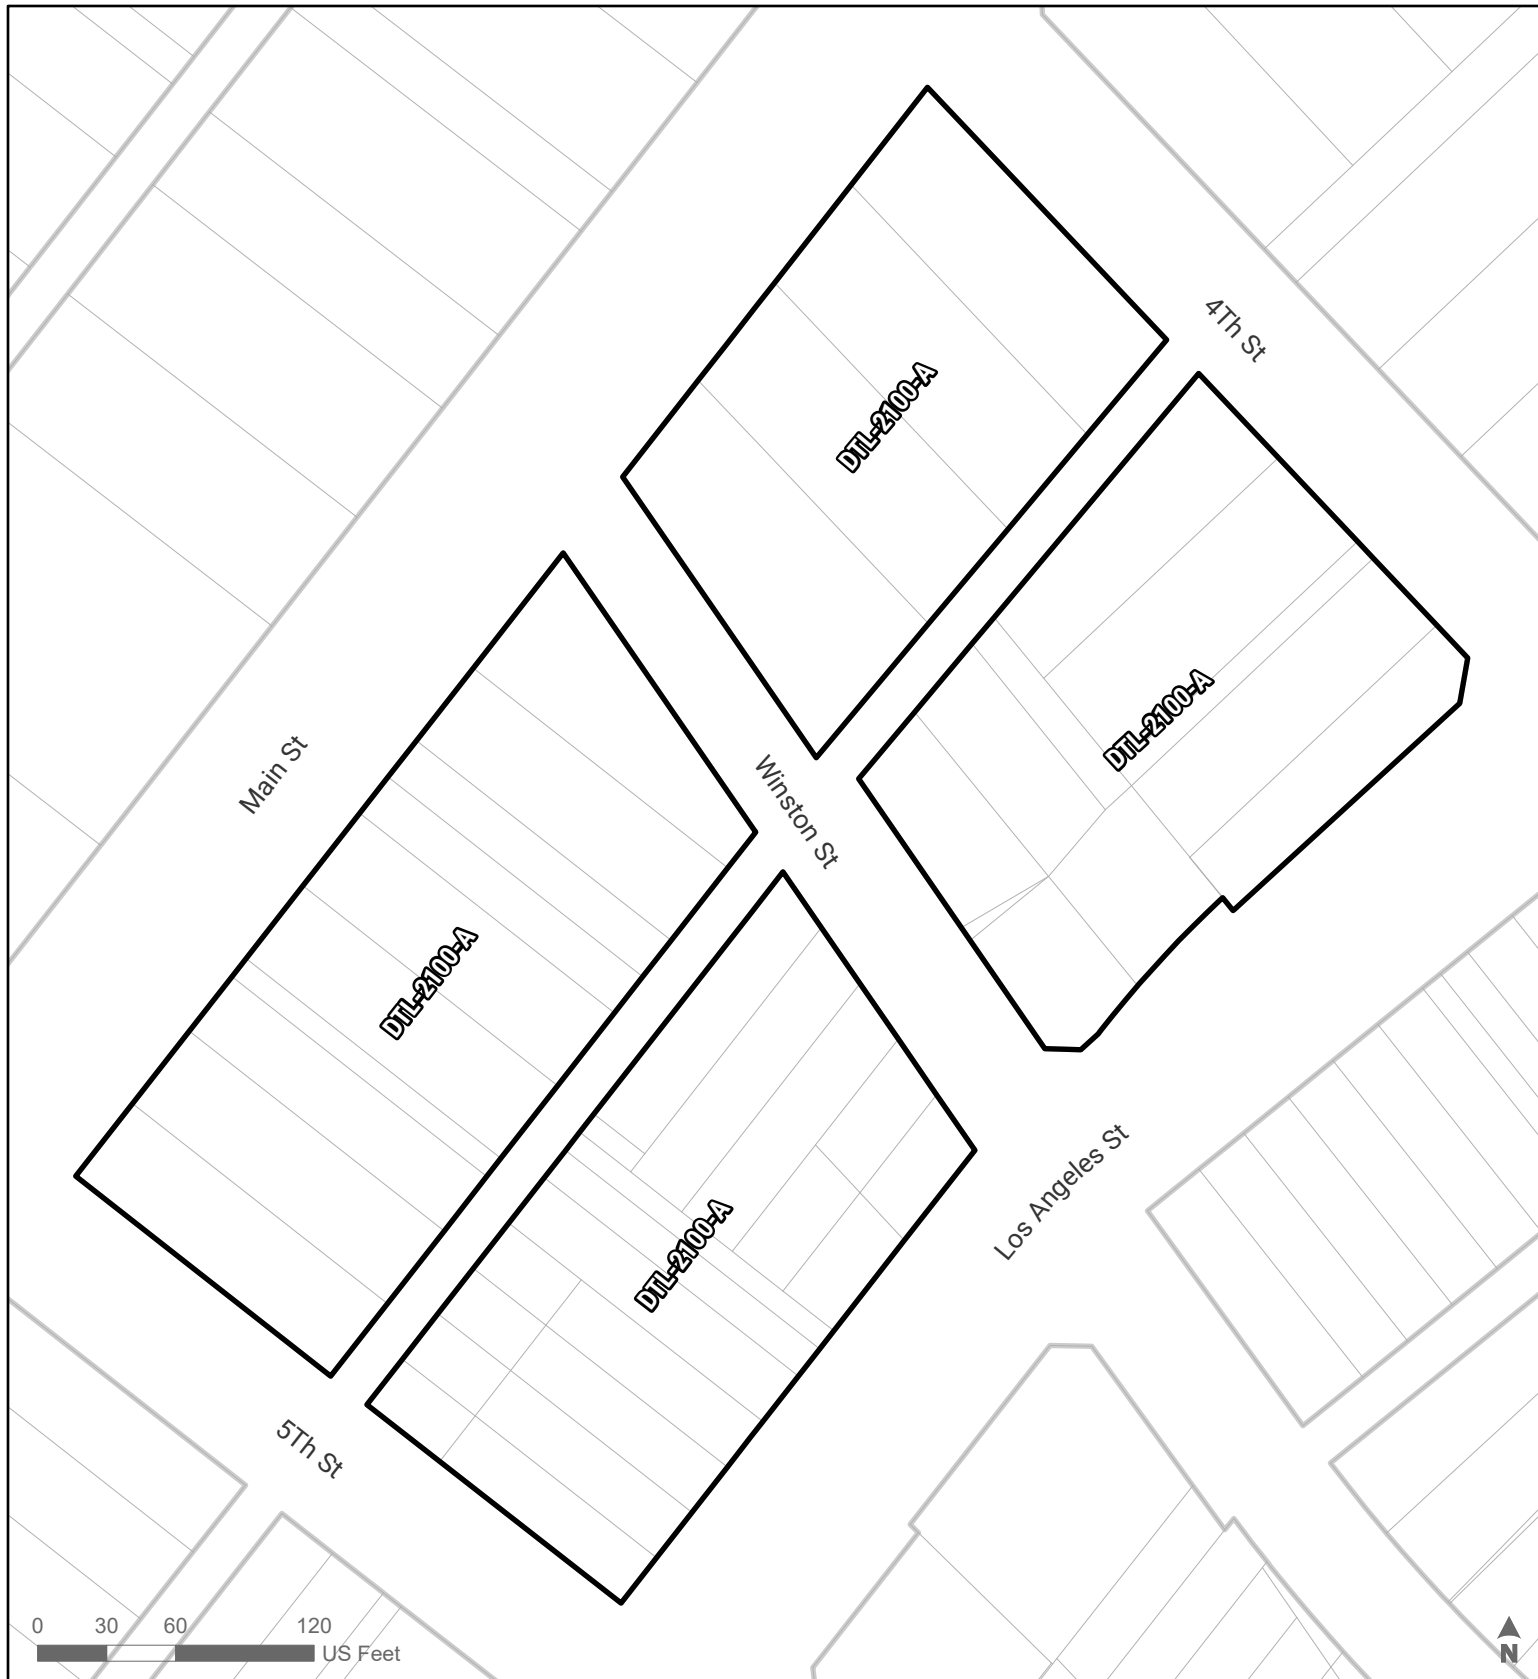 4Th St
DTL-2100-A
DTL-2100-A
Main St
Winston St
DTL-2100-A
DTL-2100-A
Los Angeles St
5Th St
0 30 60 120
US Feet
N